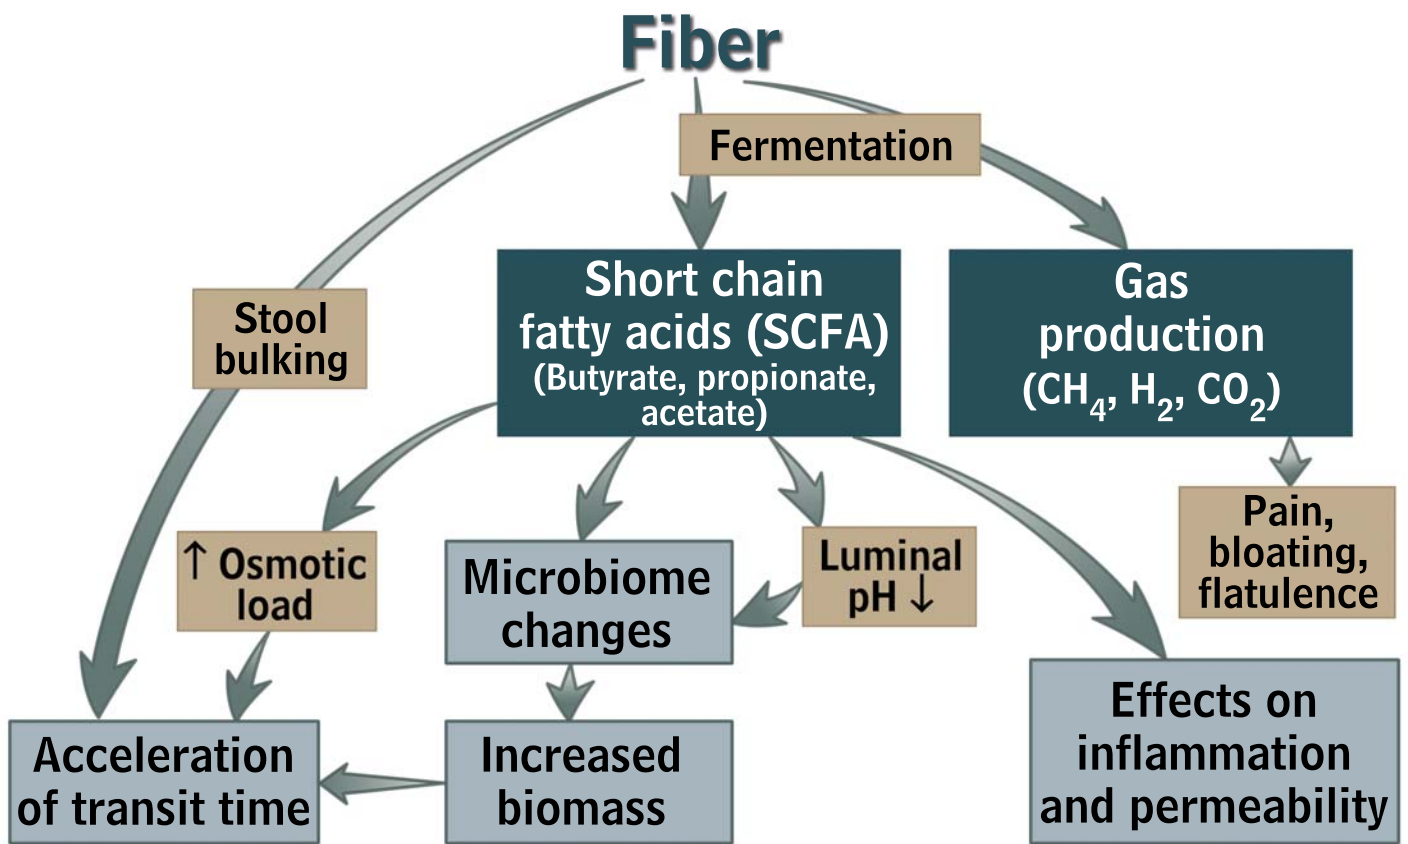 Fiber
Fermentation
Stool
bulking
Short chain
fatty acids (SCFA)
(Butyrate, propionate,
acetate)
Gas
production
(CH₄, H₂, CO₂)
↑ Osmotic
load
Microbiome
changes
Luminal
pH ↓
Pain,
bloating,
flatulence
Acceleration
of transit time
Increased
biomass
Effects on
inflammation
and permeability